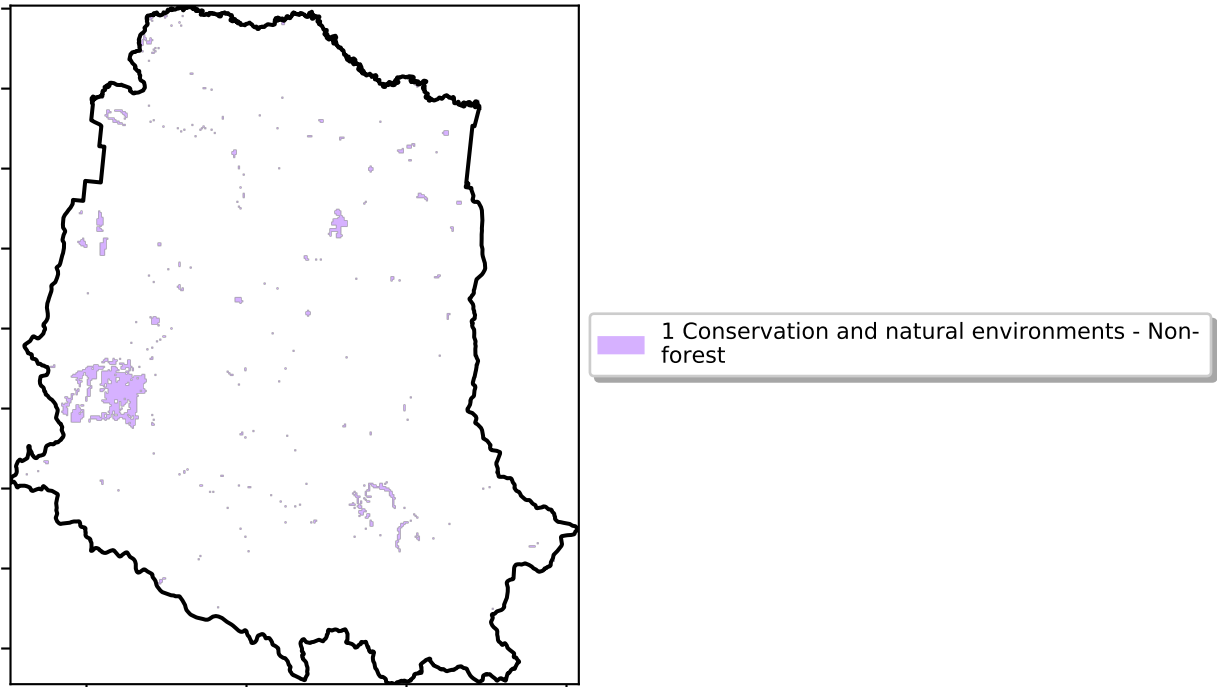 1 Conservation and natural environments - Non-
forest